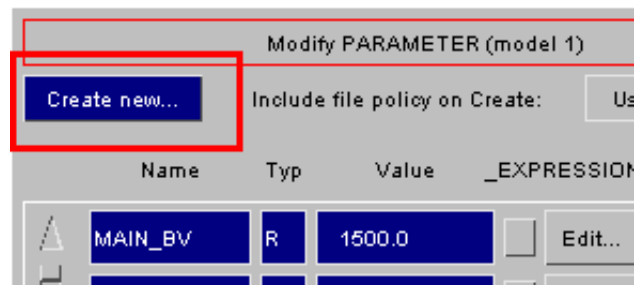 Modify PARAMETER (model 1)
Create new... Include file policy on Create:
Name Typ Value _EXPRESSION
MAIN_BV R 1500.0 Edit...